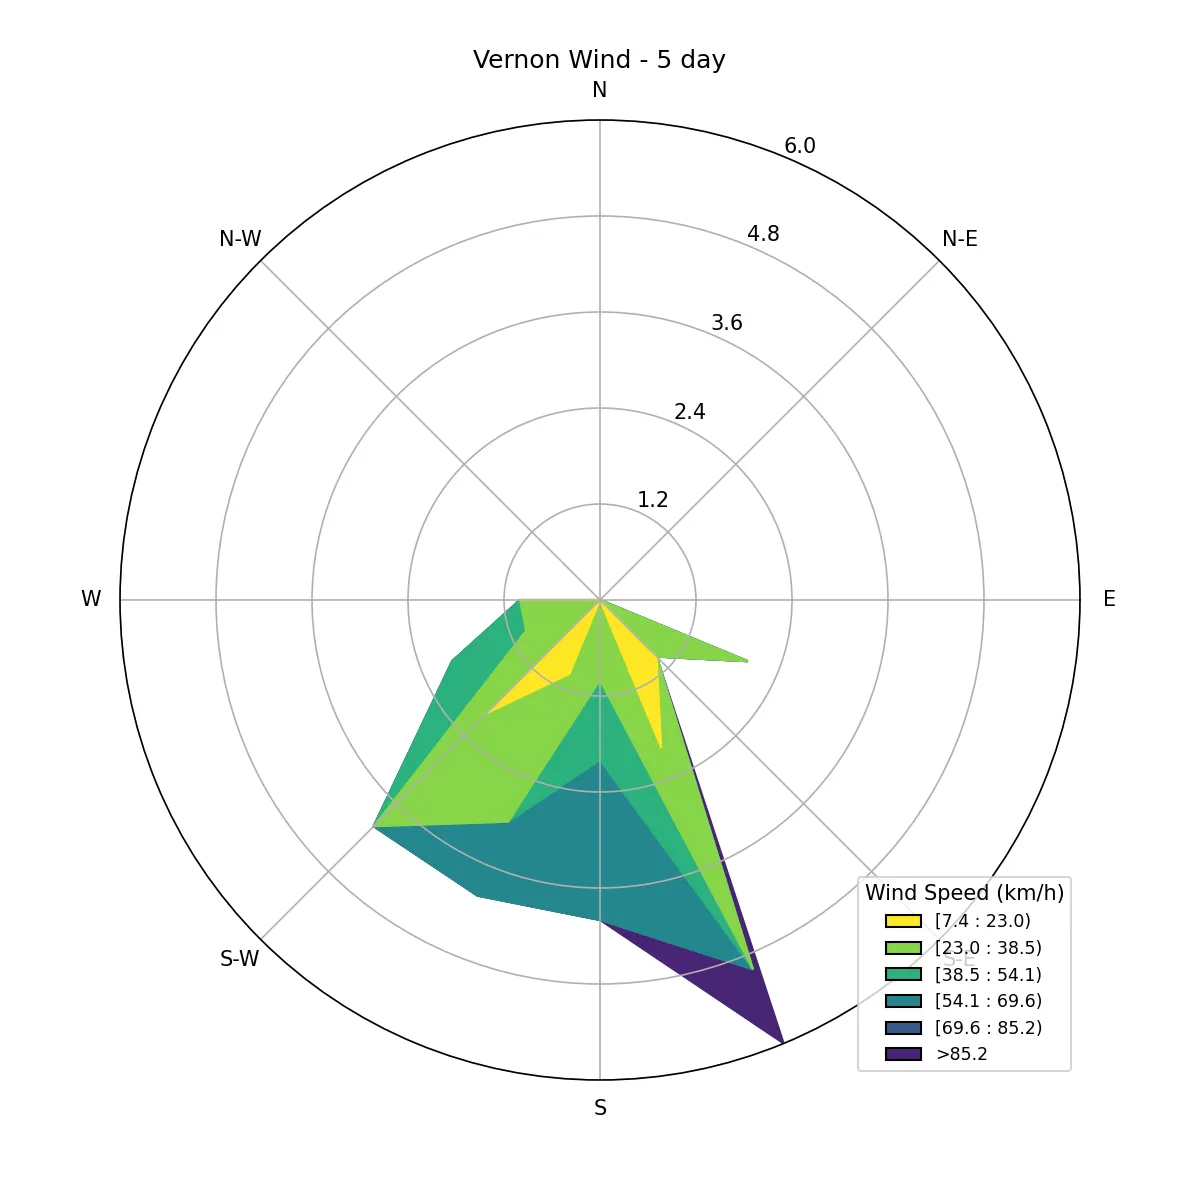 Vernon Wind - 5 day
N
6.0
N-W
N-E
4.8
3.6
2.4
1.2
W
E
Wind Speed (km/h)
[7.4 : 23.0)
[23.0 : 38.5)
S-W
S-E
[38.5 : 54.1)
[54.1 : 69.6)
[69.6 : 85.2)
>85.2
S